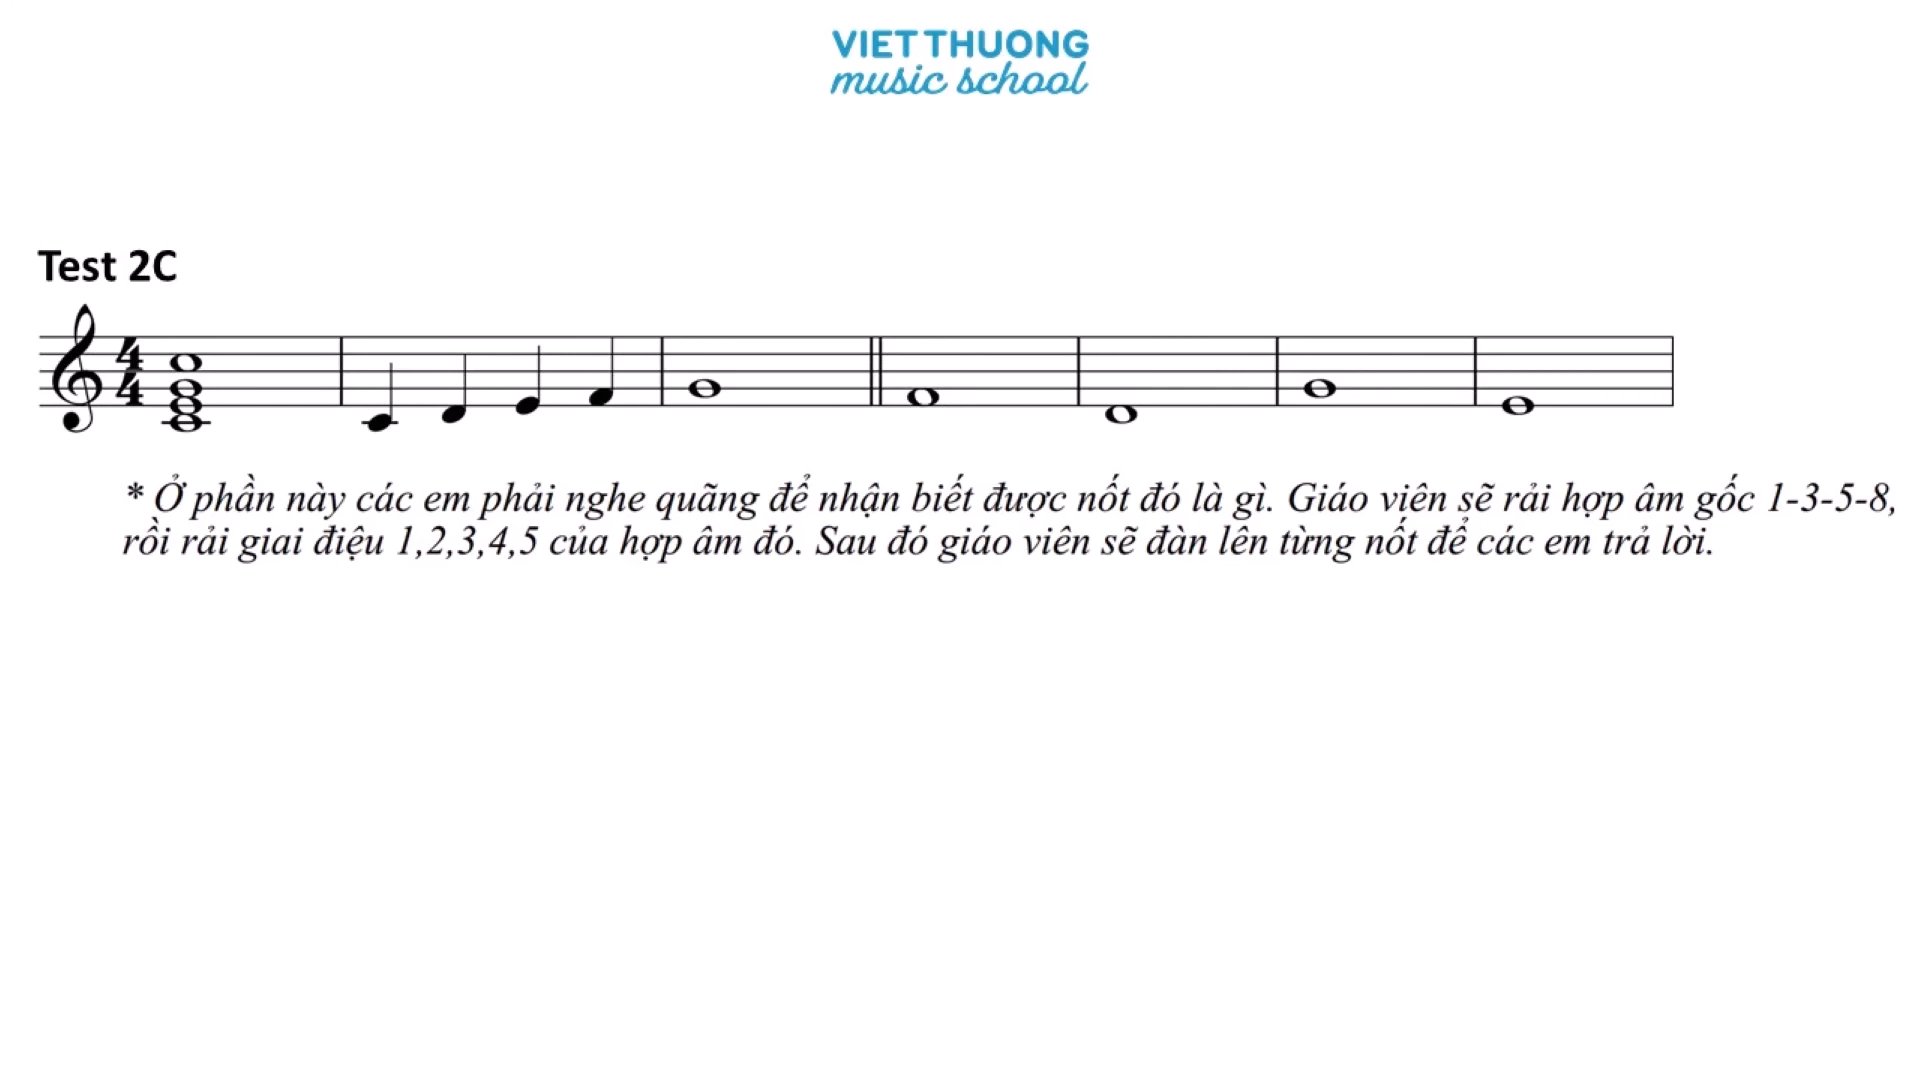 VIET THUONG
music school
Test 2C
4
4
* Ở phần này các em phải nghe quãng để nhận biết được nốt đó là gì. Giáo viên sẽ rải hợp âm gốc 1-3-5-8,
rồi rải giai điệu 1,2,3,4,5 của hợp âm đó. Sau đó giáo viên sẽ đàn lên từng nốt để các em trả lời.